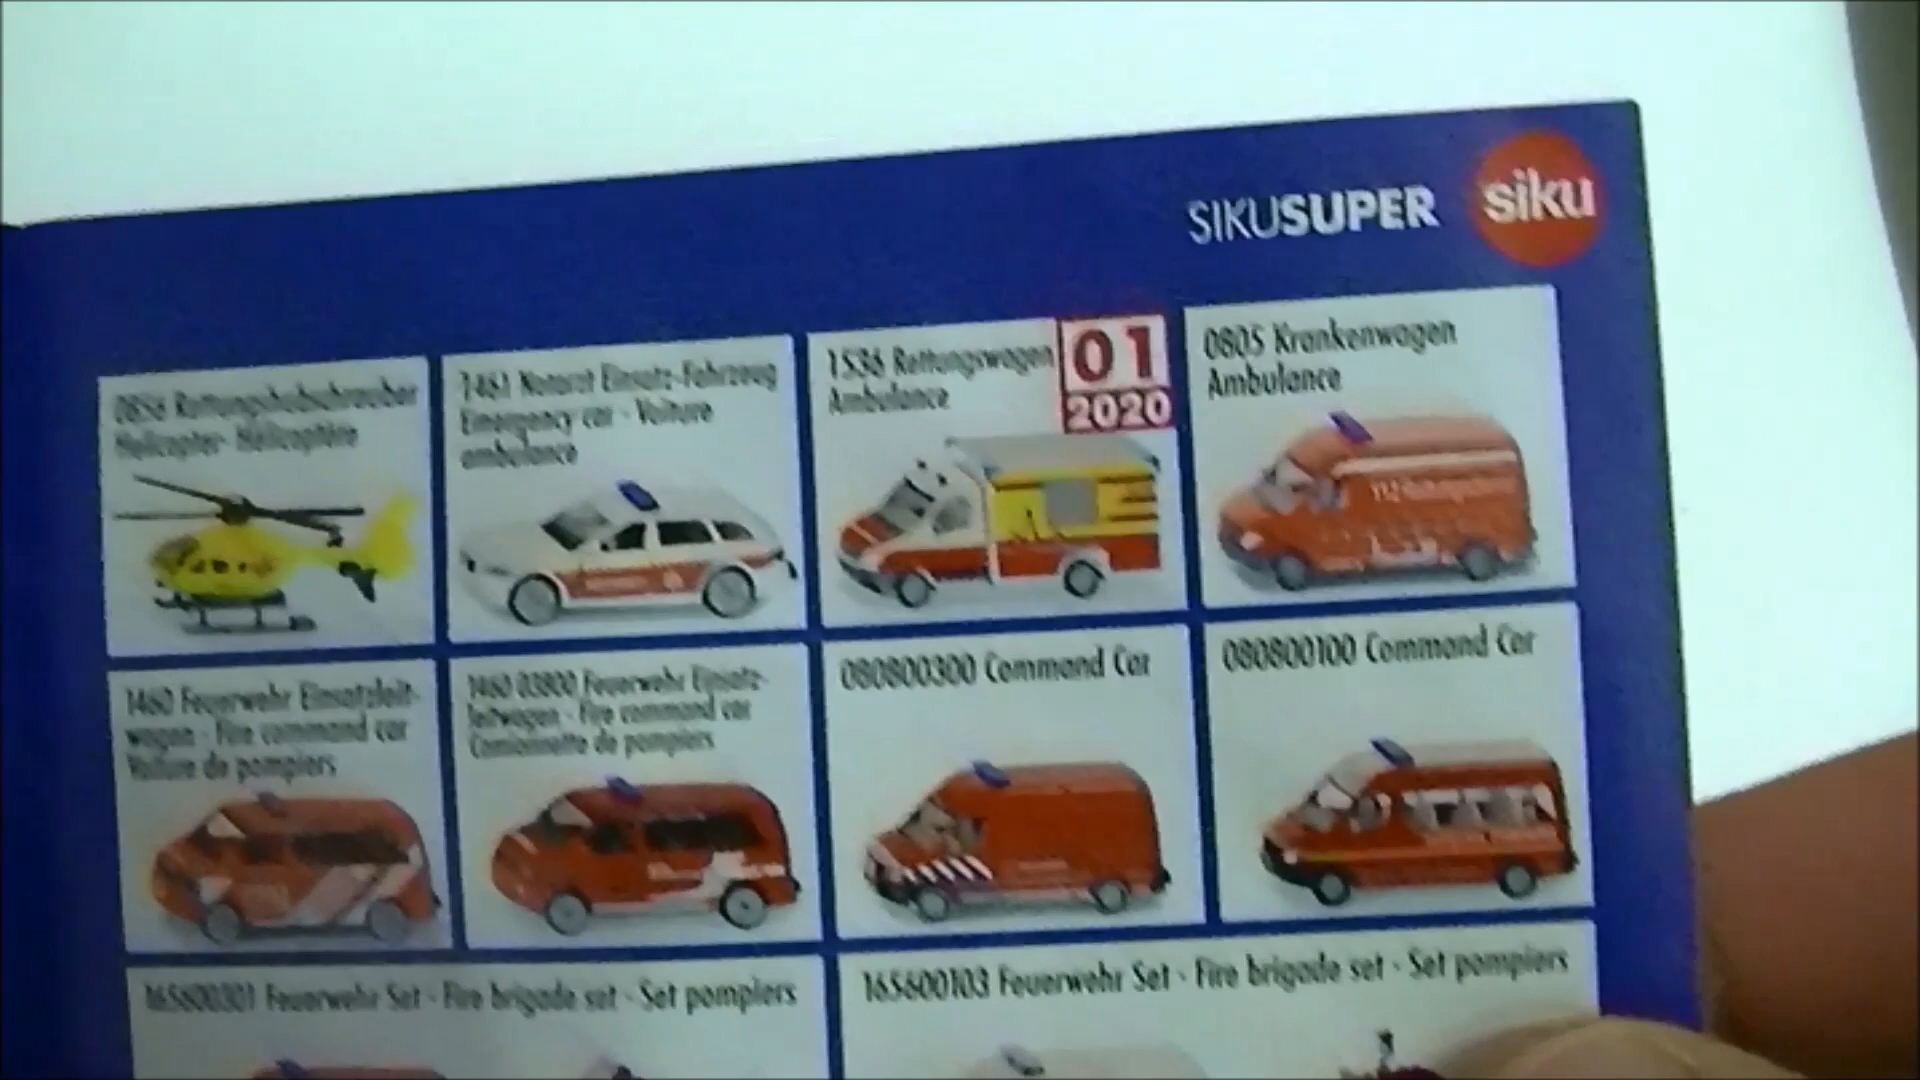 SIKUSUPER siku
0856 Rettungshubschrauber
Helicopter - Hélicoptère
1461 Notarzt Einsatz-Fahrzeug
Emergency car - Voiture
ambulance
1536 Rettungswagen
Ambulance
01
2020
0805 Krankenwagen
Ambulance
112
1460 Feuerwehr Einsatzleit-
wagen - Fire command car
Voiture de pompiers
1460 03800 Feuerwehr Einsatz-
leitwagen - Fire command car
Camionnette de pompiers
080800300 Command Car
080800100 Command Car
165600301 Feuerwehr Set - Fire brigade set - Set pompiers
165600103 Feuerwehr Set - Fire brigade set - Set pompiers